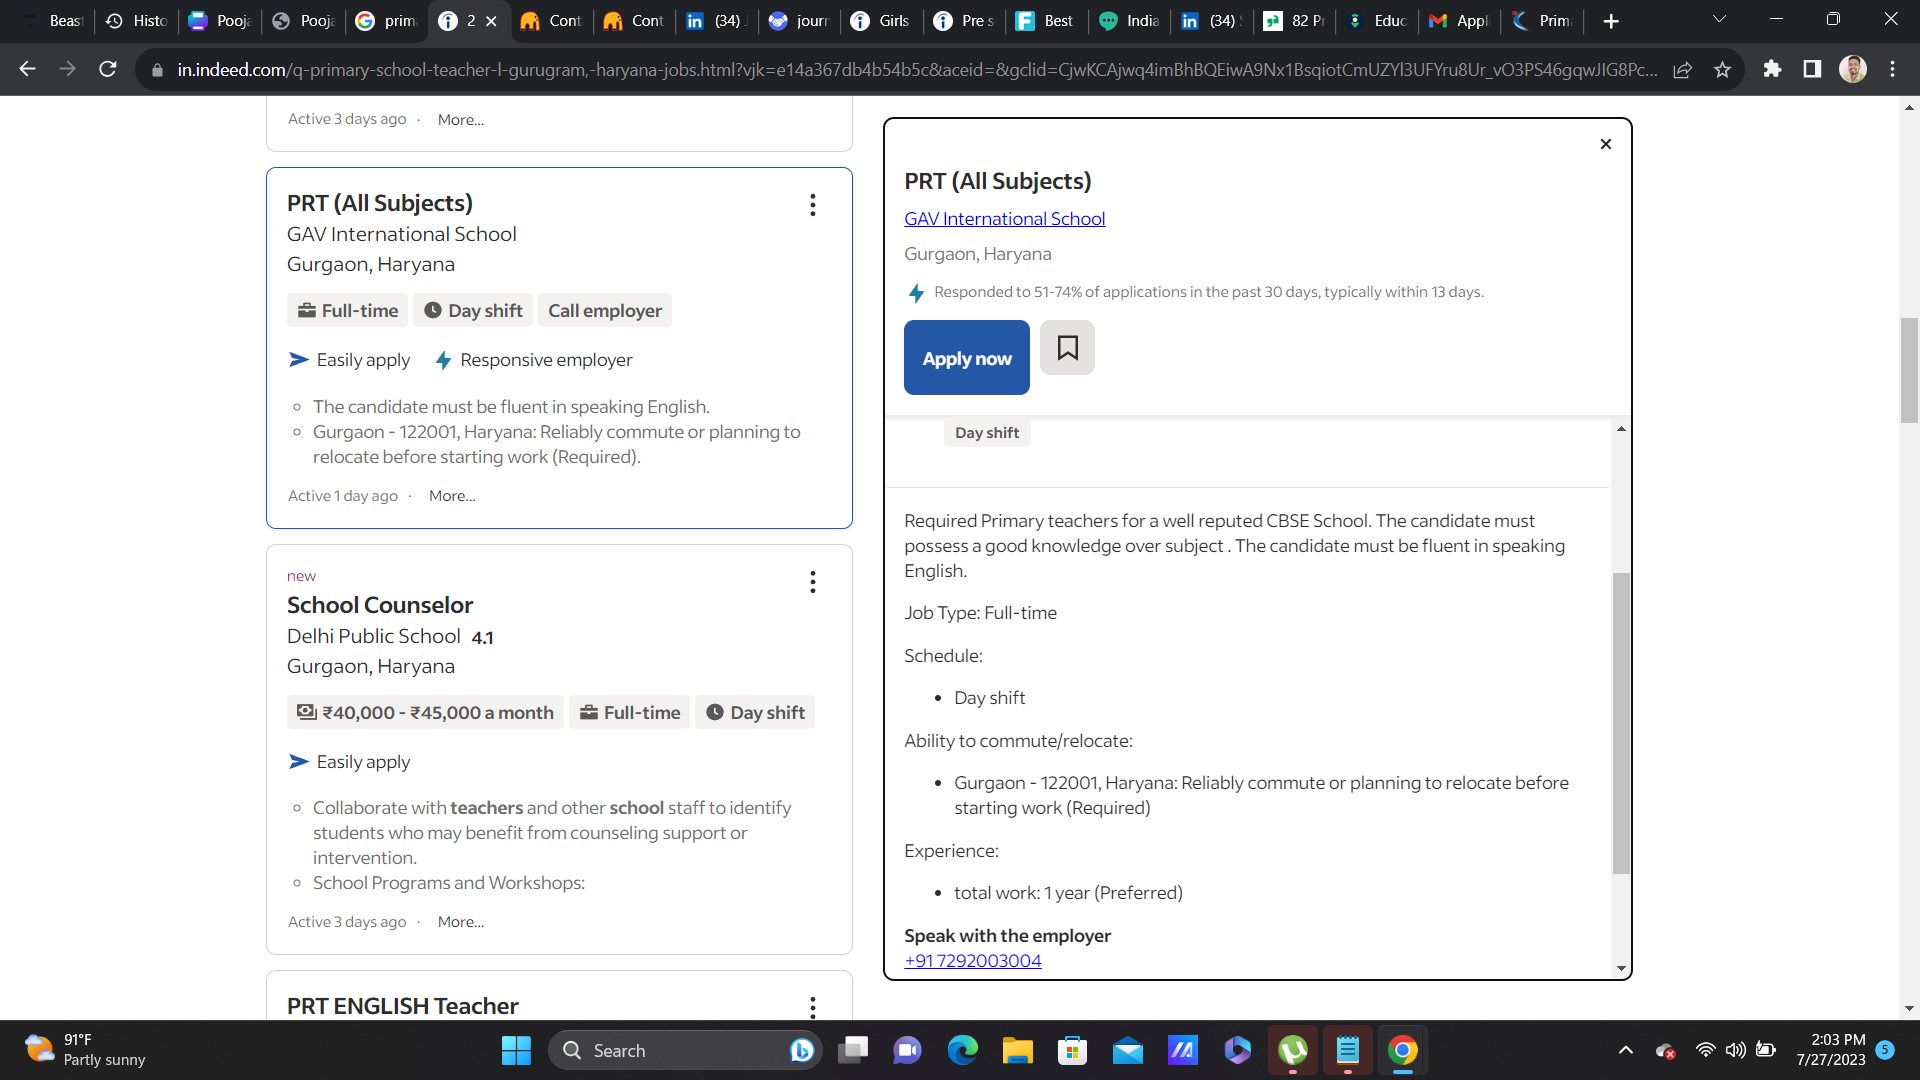 Beast
Histo
Pooja
Pooja
prim
2
Cont
Cont
(34)
journ
Girls
Pre s
Best
India
(34)
82 Pr
Educ
Appli
Prim
in.indeed.com/q-primary-school-teacher-l-gurugram,-haryana-jobs.html?vjk=e14a367db4b54b5c&aceid=&gclid=CjwKCAjwq4imBhBQEiwA9Nx1BsqiotCmUZYl3UFYru8Ur_vO3PS46gqwJIG8Pc...
Active 3 days ago · More...
PRT (All Subjects)
GAV International School
Gurgaon, Haryana
Full-time Day shift Call employer
Easily apply Responsive employer
The candidate must be fluent in speaking English.
Gurgaon - 122001, Haryana: Reliably commute or planning to
relocate before starting work (Required).
Active 1 day ago · More...
new
School Counselor
Delhi Public School 4.1
Gurgaon, Haryana
₹40,000 - ₹45,000 a month Full-time Day shift
Easily apply
Collaborate with teachers and other school staff to identify
students who may benefit from counseling support or
intervention.
School Programs and Workshops:
Active 3 days ago · More...
PRT ENGLISH Teacher
PRT (All Subjects)
GAV International School
Gurgaon, Haryana
Responded to 51-74% of applications in the past 30 days, typically within 13 days.
Apply now
Day shift
Required Primary teachers for a well reputed CBSE School. The candidate must
possess a good knowledge over subject . The candidate must be fluent in speaking
English.
Job Type: Full-time
Schedule:
Day shift
Ability to commute/relocate:
Gurgaon - 122001, Haryana: Reliably commute or planning to relocate before
starting work (Required)
Experience:
total work: 1 year (Preferred)
Speak with the employer
+91 7292003004
91°F
Partly sunny
Search
2:03 PM
7/27/2023
5